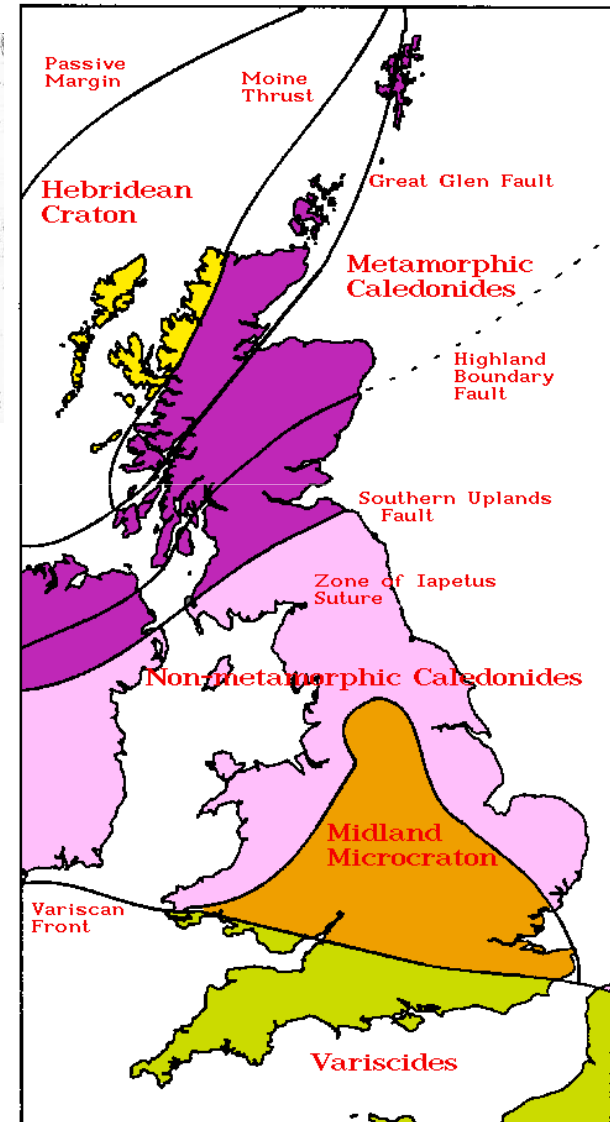 Passive
Margin
Moine
Thrust
Great Glen Fault
Hebridean
Craton
Metamorphic
Caledonides
Highland
Boundary
Fault
Southern Uplands
Fault
Zone of Iapetus
Suture
Non-metamorphic Caledonides
Midland
Microcraton
Variscan
Front
Variscides